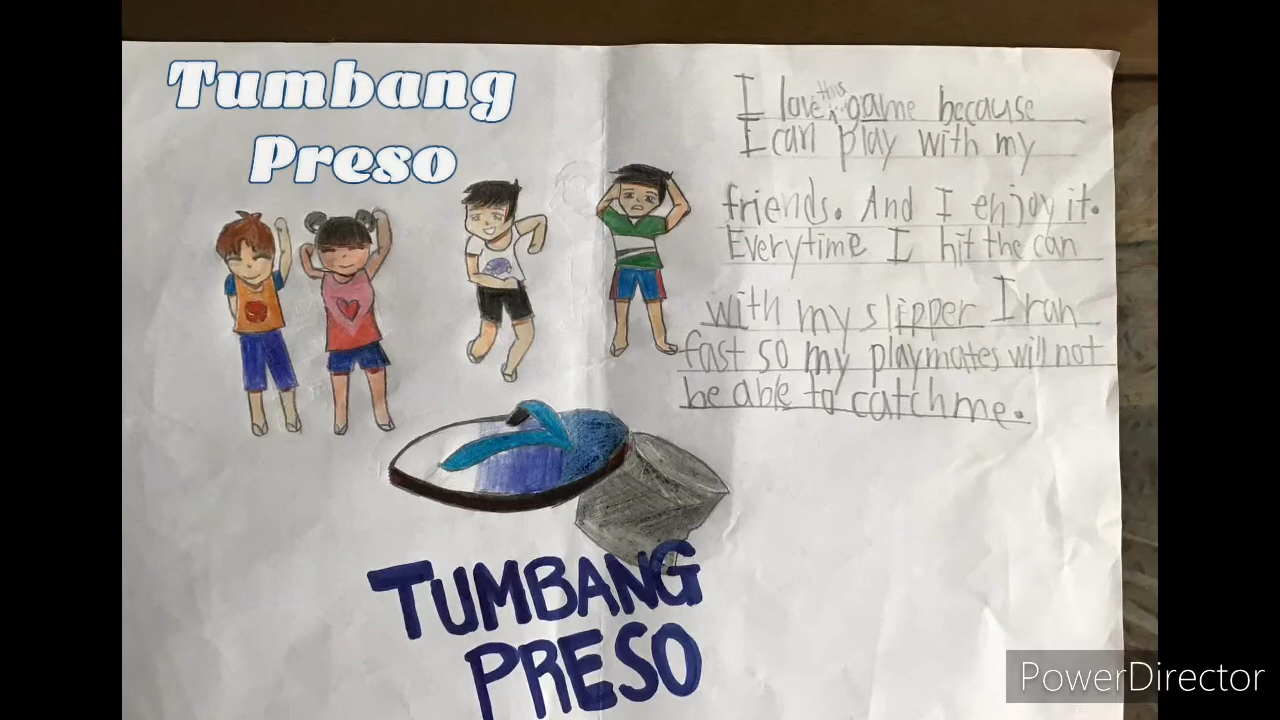 Tumbang
Preso
I love this game because
I can play with my
friends. And I enjoy it.
Everytime I hit the can
with my slipper I run
fast so my playmates will not
be able to catch me.
TUMBANG
PRESO
PowerDirector